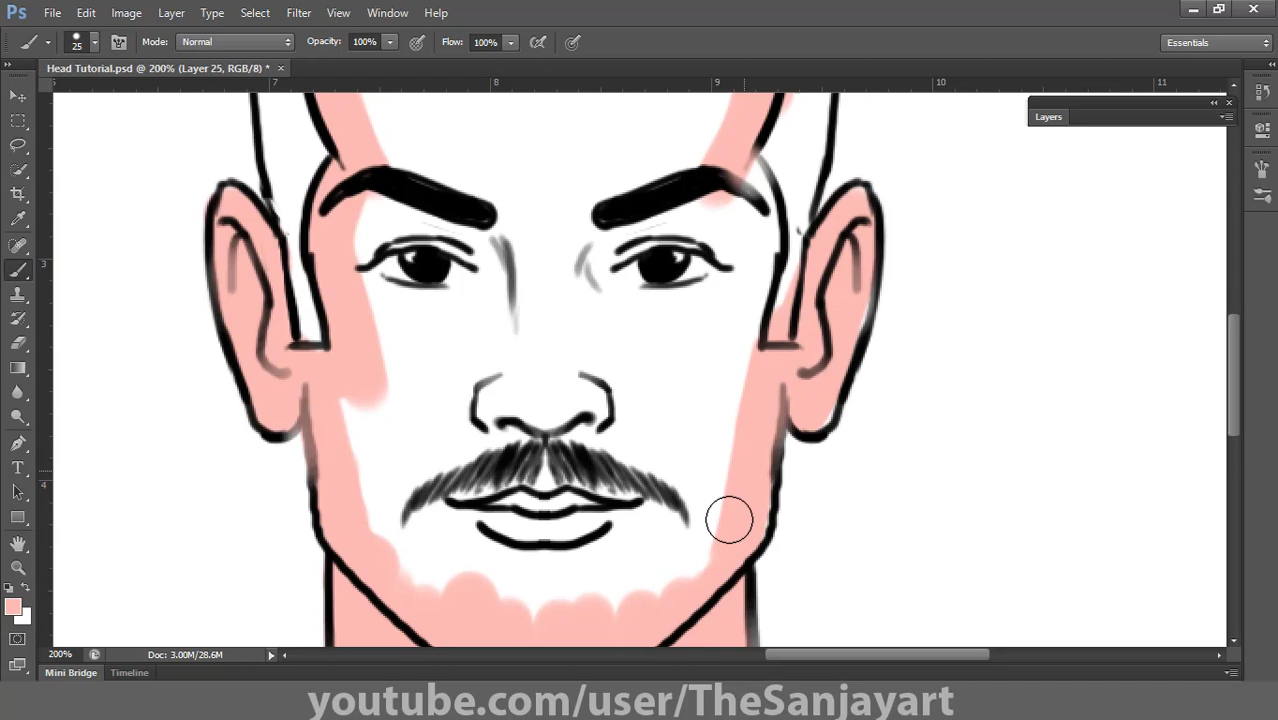 Ps File Edit Image Layer Type Select Filter View Window Help
25 Mode: Normal Opacity: 100% Flow: 100% Essentials
Head Tutorial.psd @ 200% (Layer 25, RGB/8) * ×
7 8 9 10 11
Layers
3
4
200% Doc: 3.00M/28.6M
Mini Bridge Timeline
youtube.com/user/TheSanjayart